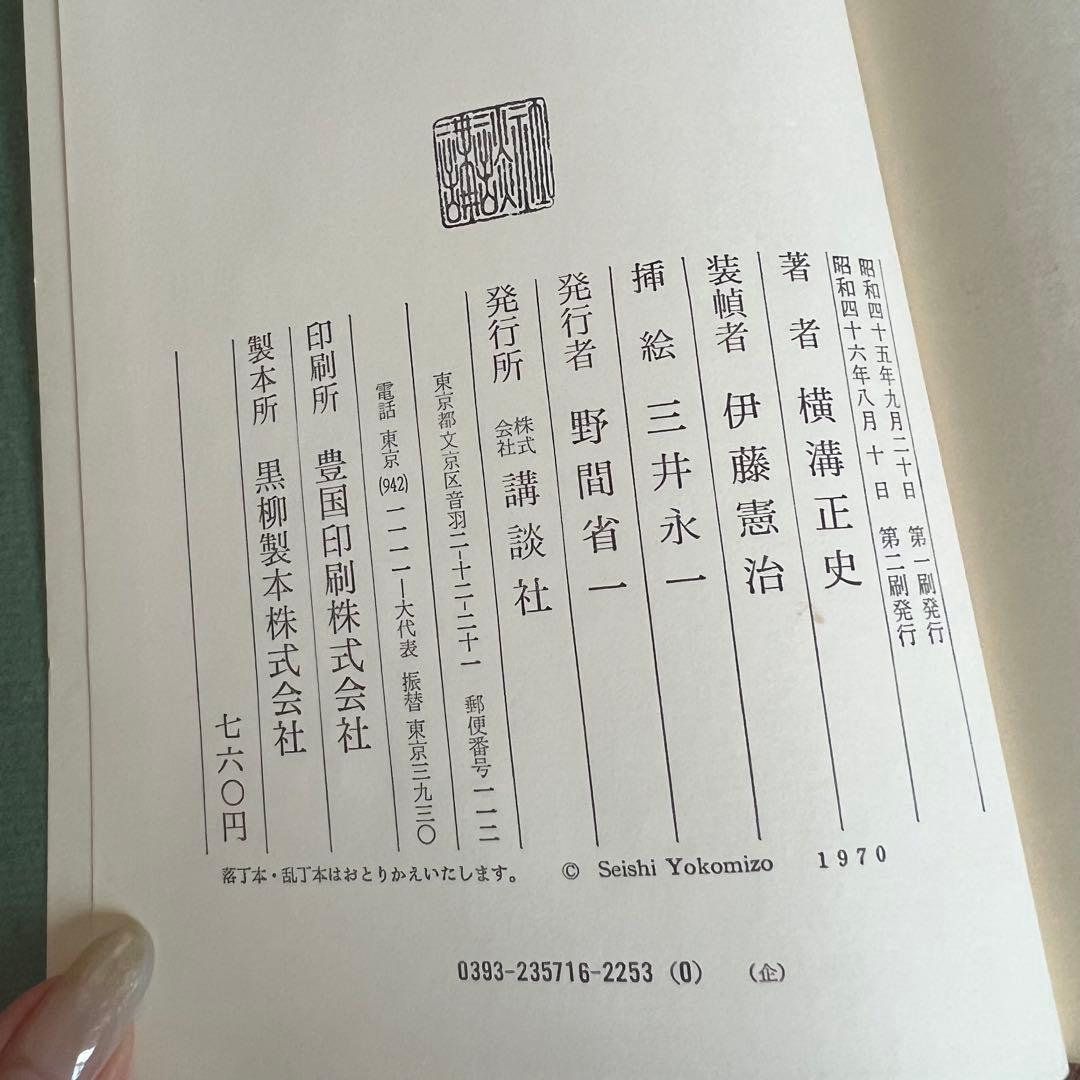 講談社
昭和四十五年九月二十日 第一刷発行
昭和四十六年八月十日 第二刷発行
著者 横溝正史
装幀者 伊藤憲治
挿絵 三井永一
発行者 野間省一
発行所 株式会社 講談社
東京都文京区音羽二-十二-二十一 郵便番号一一二
電話 東京(942)一一一一-大代表 振替 東京三九三〇
印刷所 豊国印刷株式会社
製本所 黒柳製本株式会社
七六〇円
落丁本・乱丁本はおとりかえいたします。
© Seishi Yokomizo 1970
0393-235716-2253 (0) (企)